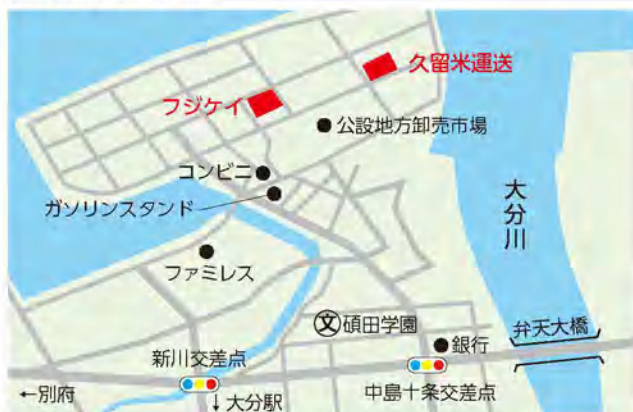 久留米運送
フジケイ
公設地方卸売市場
コンビニ
ガソリンスタンド
大分川
ファミレス
文 碩田学園
弁天大橋
新川交差点
銀行
←別府
↓大分駅
中島十条交差点